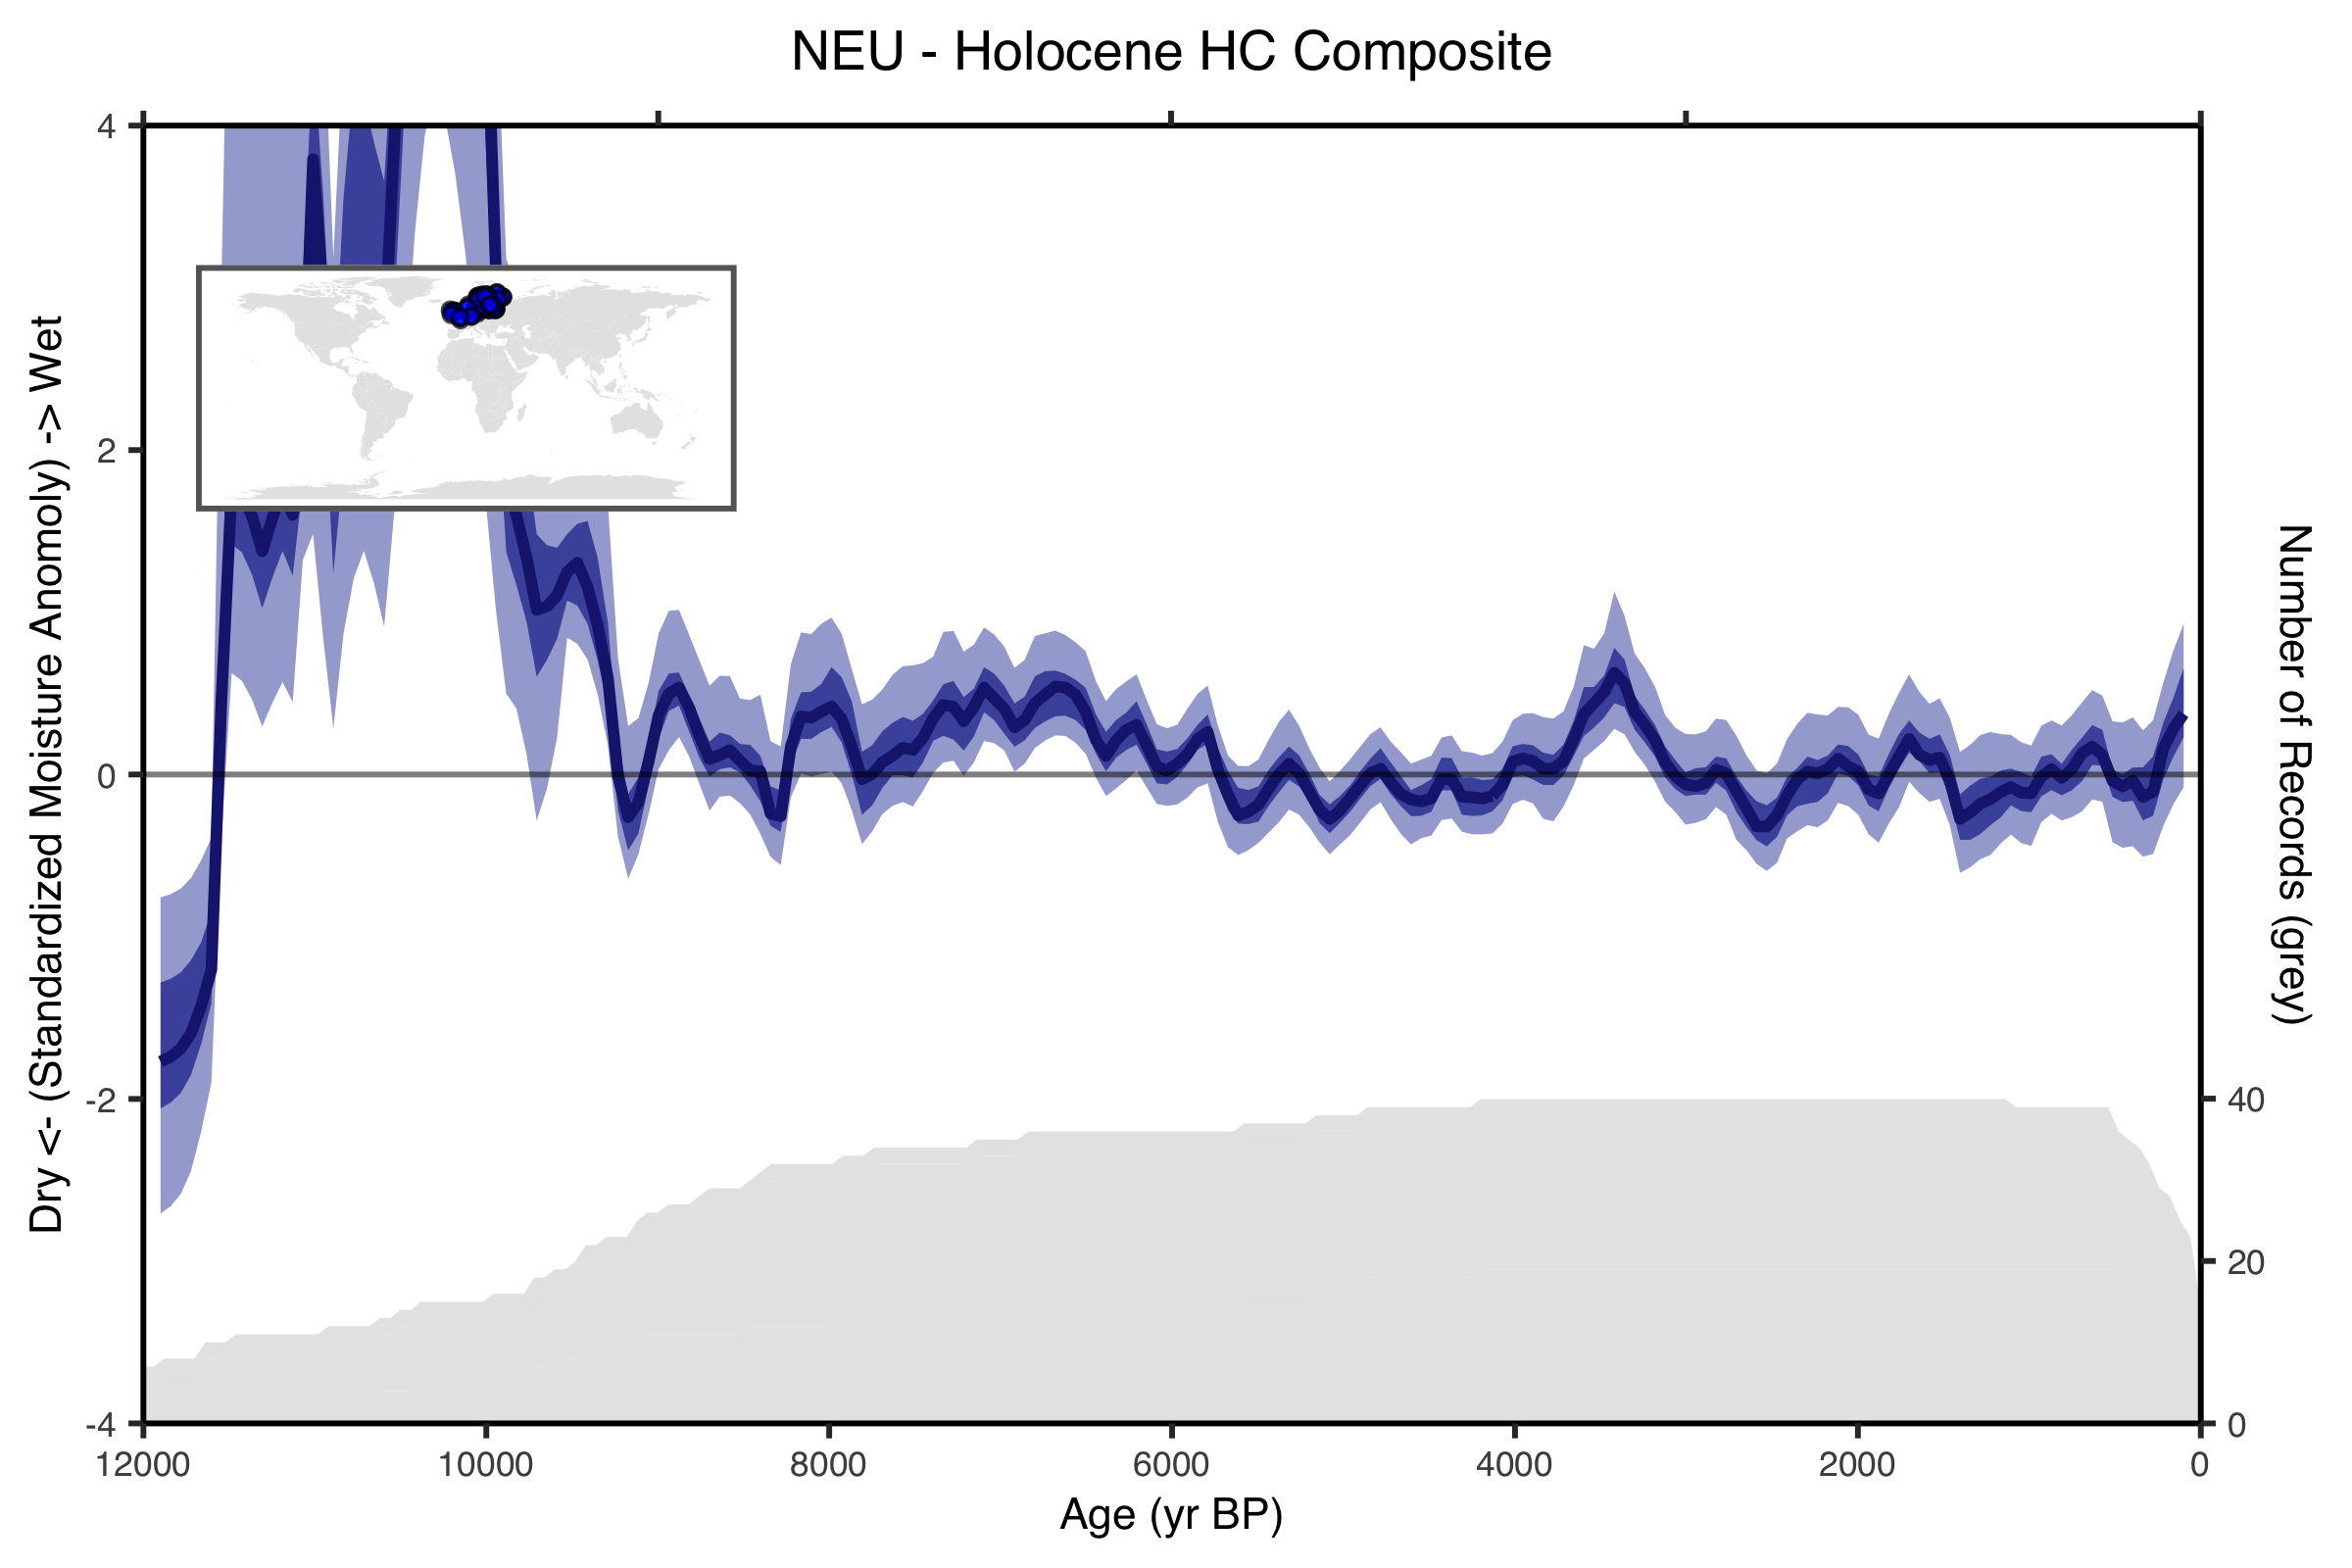 NEU - Holocene HC Composite
4
2
0
-2
-4
Dry <- (Standardized Moisture Anomoly) -> Wet
Number of Records (grey)
40
20
0
12000 10000 8000 6000 4000 2000 0
Age (yr BP)